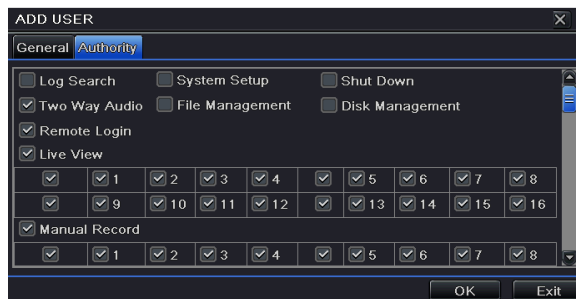 ADD USER X
General Authority
Log Search System Setup Shut Down
Two Way Audio File Management Disk Management
Remote Login
Live View
1 2 3 4 5 6 7 8
9 10 11 12 13 14 15 16
Manual Record
1 2 3 4 5 6 7 8
OK Exit